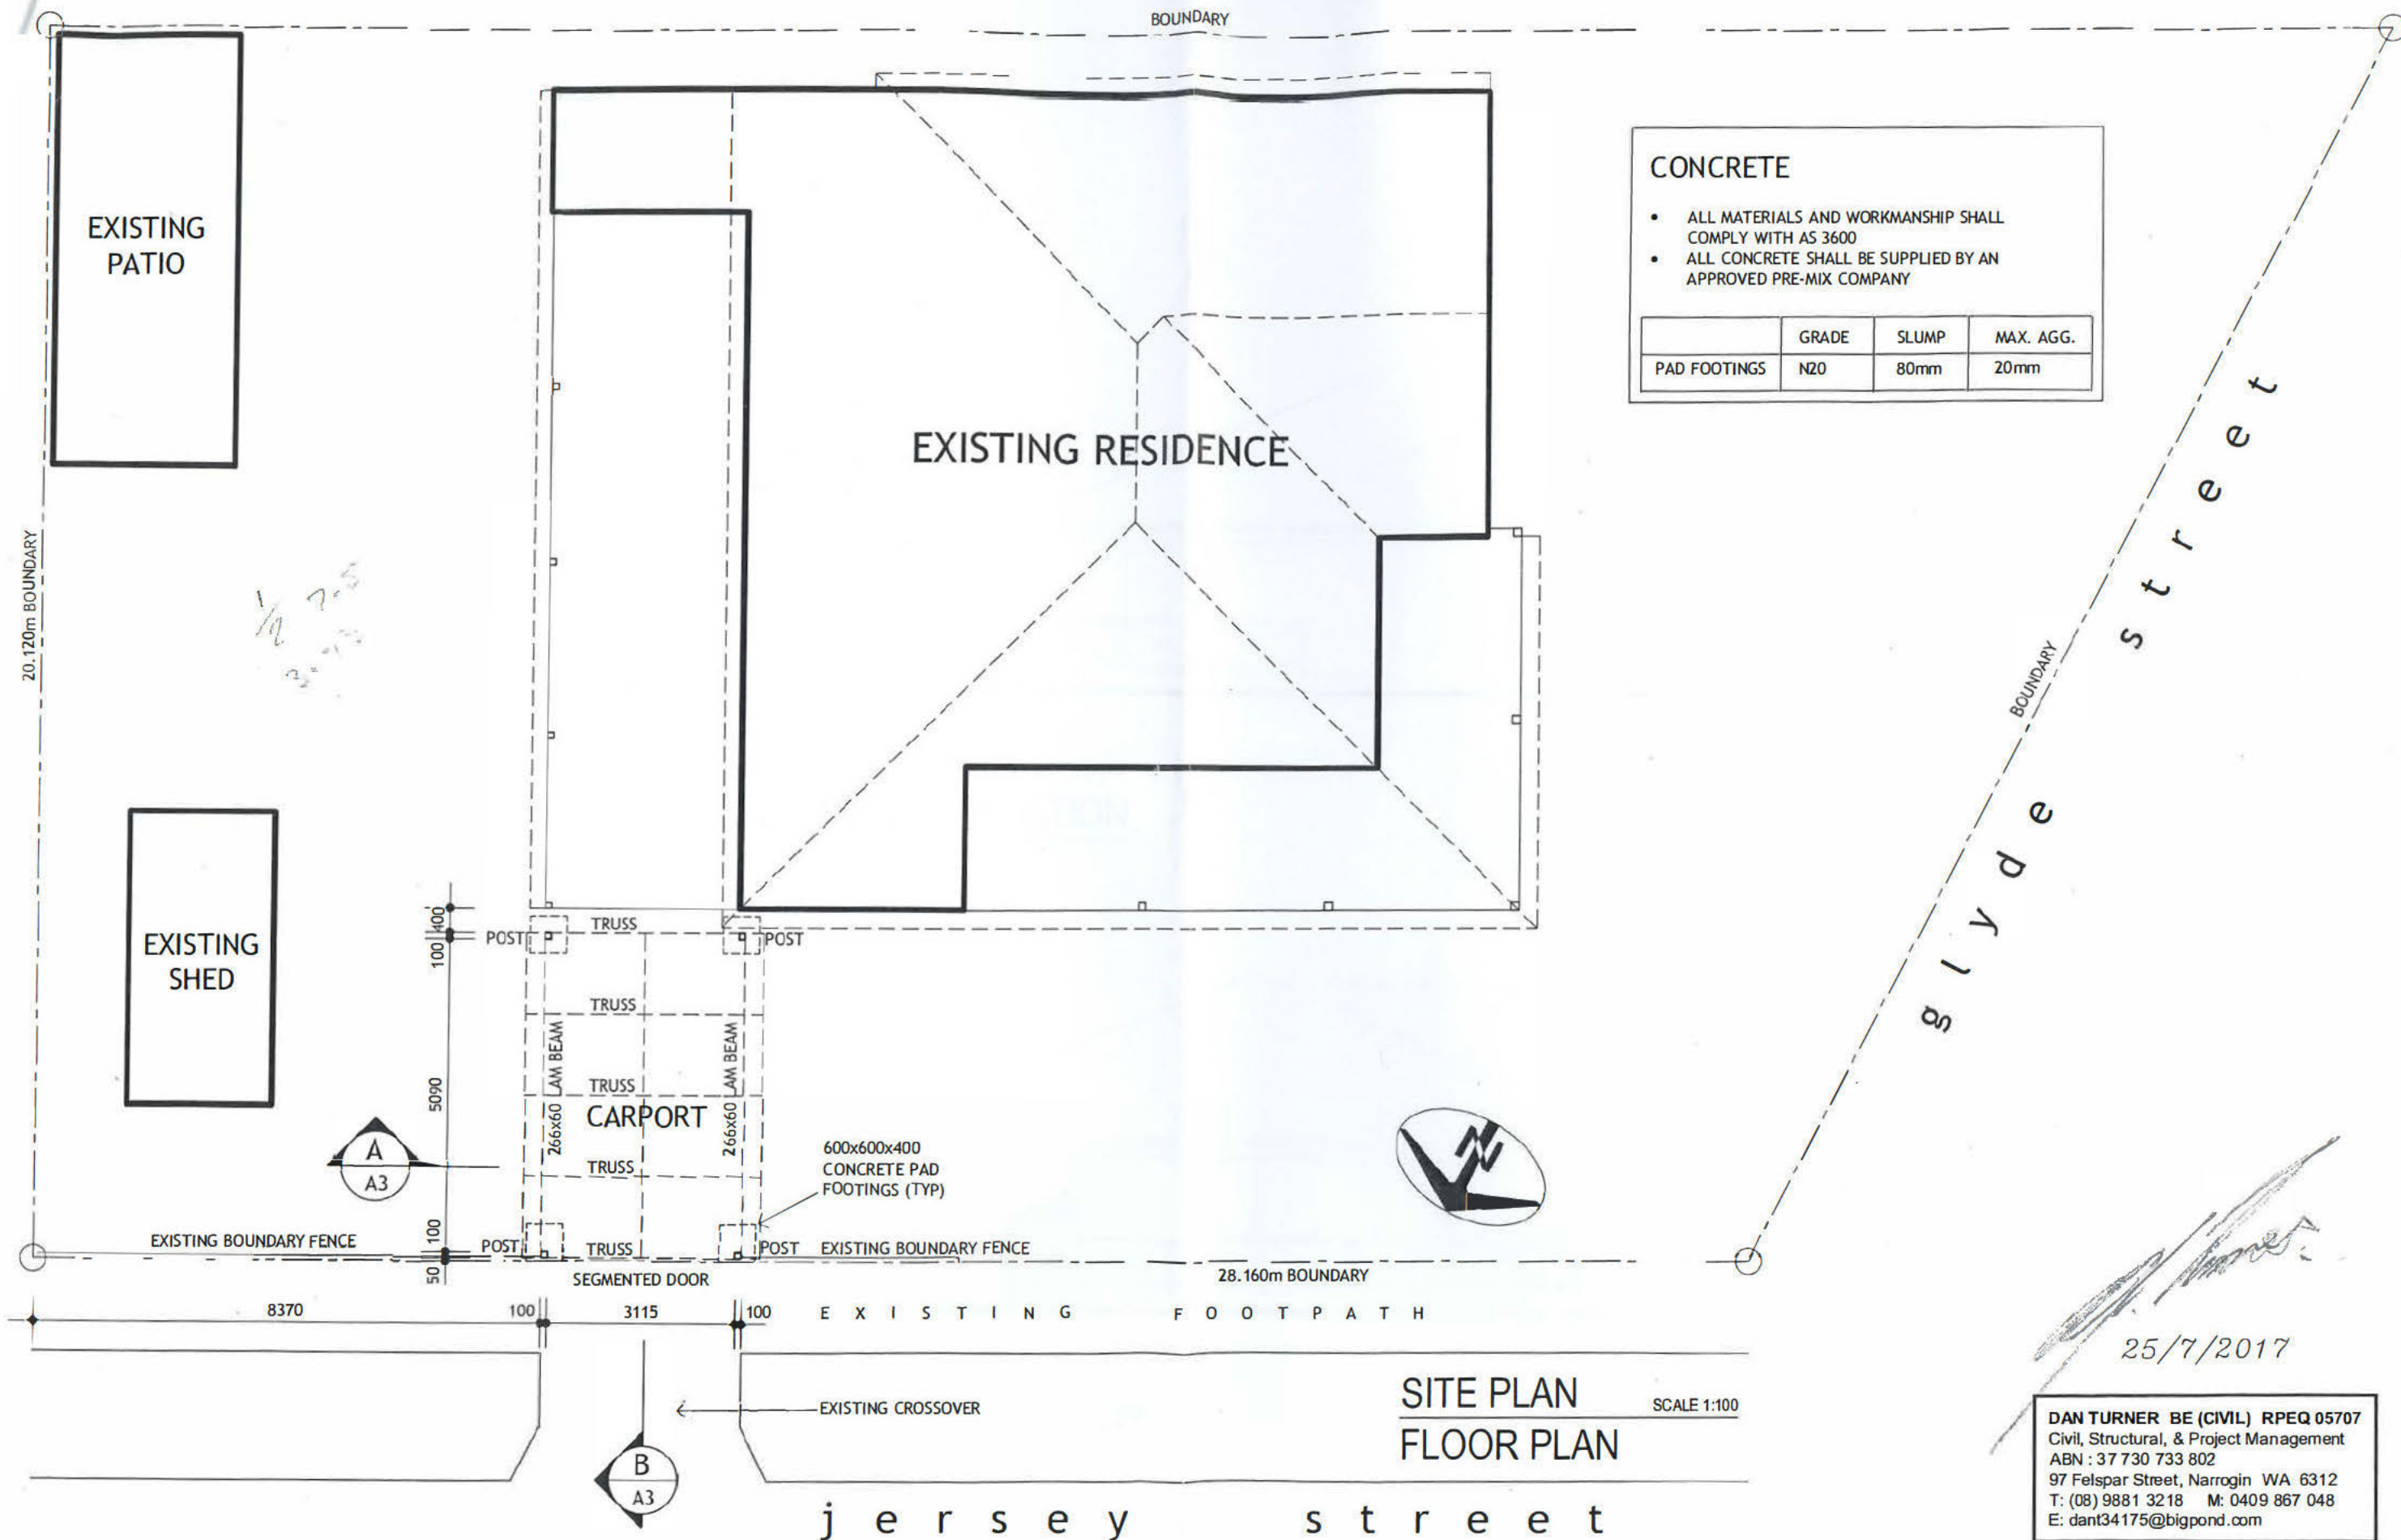 BOUNDARY
EXISTING
PATIO
CONCRETE
• ALL MATERIALS AND WORKMANSHIP SHALL
COMPLY WITH AS 3600
• ALL CONCRETE SHALL BE SUPPLIED BY AN
APPROVED PRE-MIX COMPANY
GRADE SLUMP MAX. AGG.
PAD FOOTINGS N20 80mm 20mm
EXISTING RESIDENCE
20.120m BOUNDARY
1/2 7.5
BOUNDARY
glyde street
EXISTING
SHED
400
100
5090
100
50
POST
TRUSS
POST
TRUSS
266x60 LAM BEAM
266x60 LAM BEAM
TRUSS
CARPORT
TRUSS
A
A3
600x600x400
CONCRETE PAD
FOOTINGS (TYP)
N
EXISTING BOUNDARY FENCE
POST
TRUSS
POST
EXISTING BOUNDARY FENCE
SEGMENTED DOOR
28.160m BOUNDARY
8370 100 3115 100
EXISTING FOOTPATH
EXISTING CROSSOVER
B
A3
SITE PLAN
SCALE 1:100
FLOOR PLAN
jersey street
25/7/2017
DAN TURNER BE (CIVIL) RPEQ 05707
Civil, Structural, & Project Management
ABN : 37 730 733 802
97 Felspar Street, Narrogin WA 6312
T: (08) 9881 3218 M: 0409 867 048
E: dant34175@bigpond.com